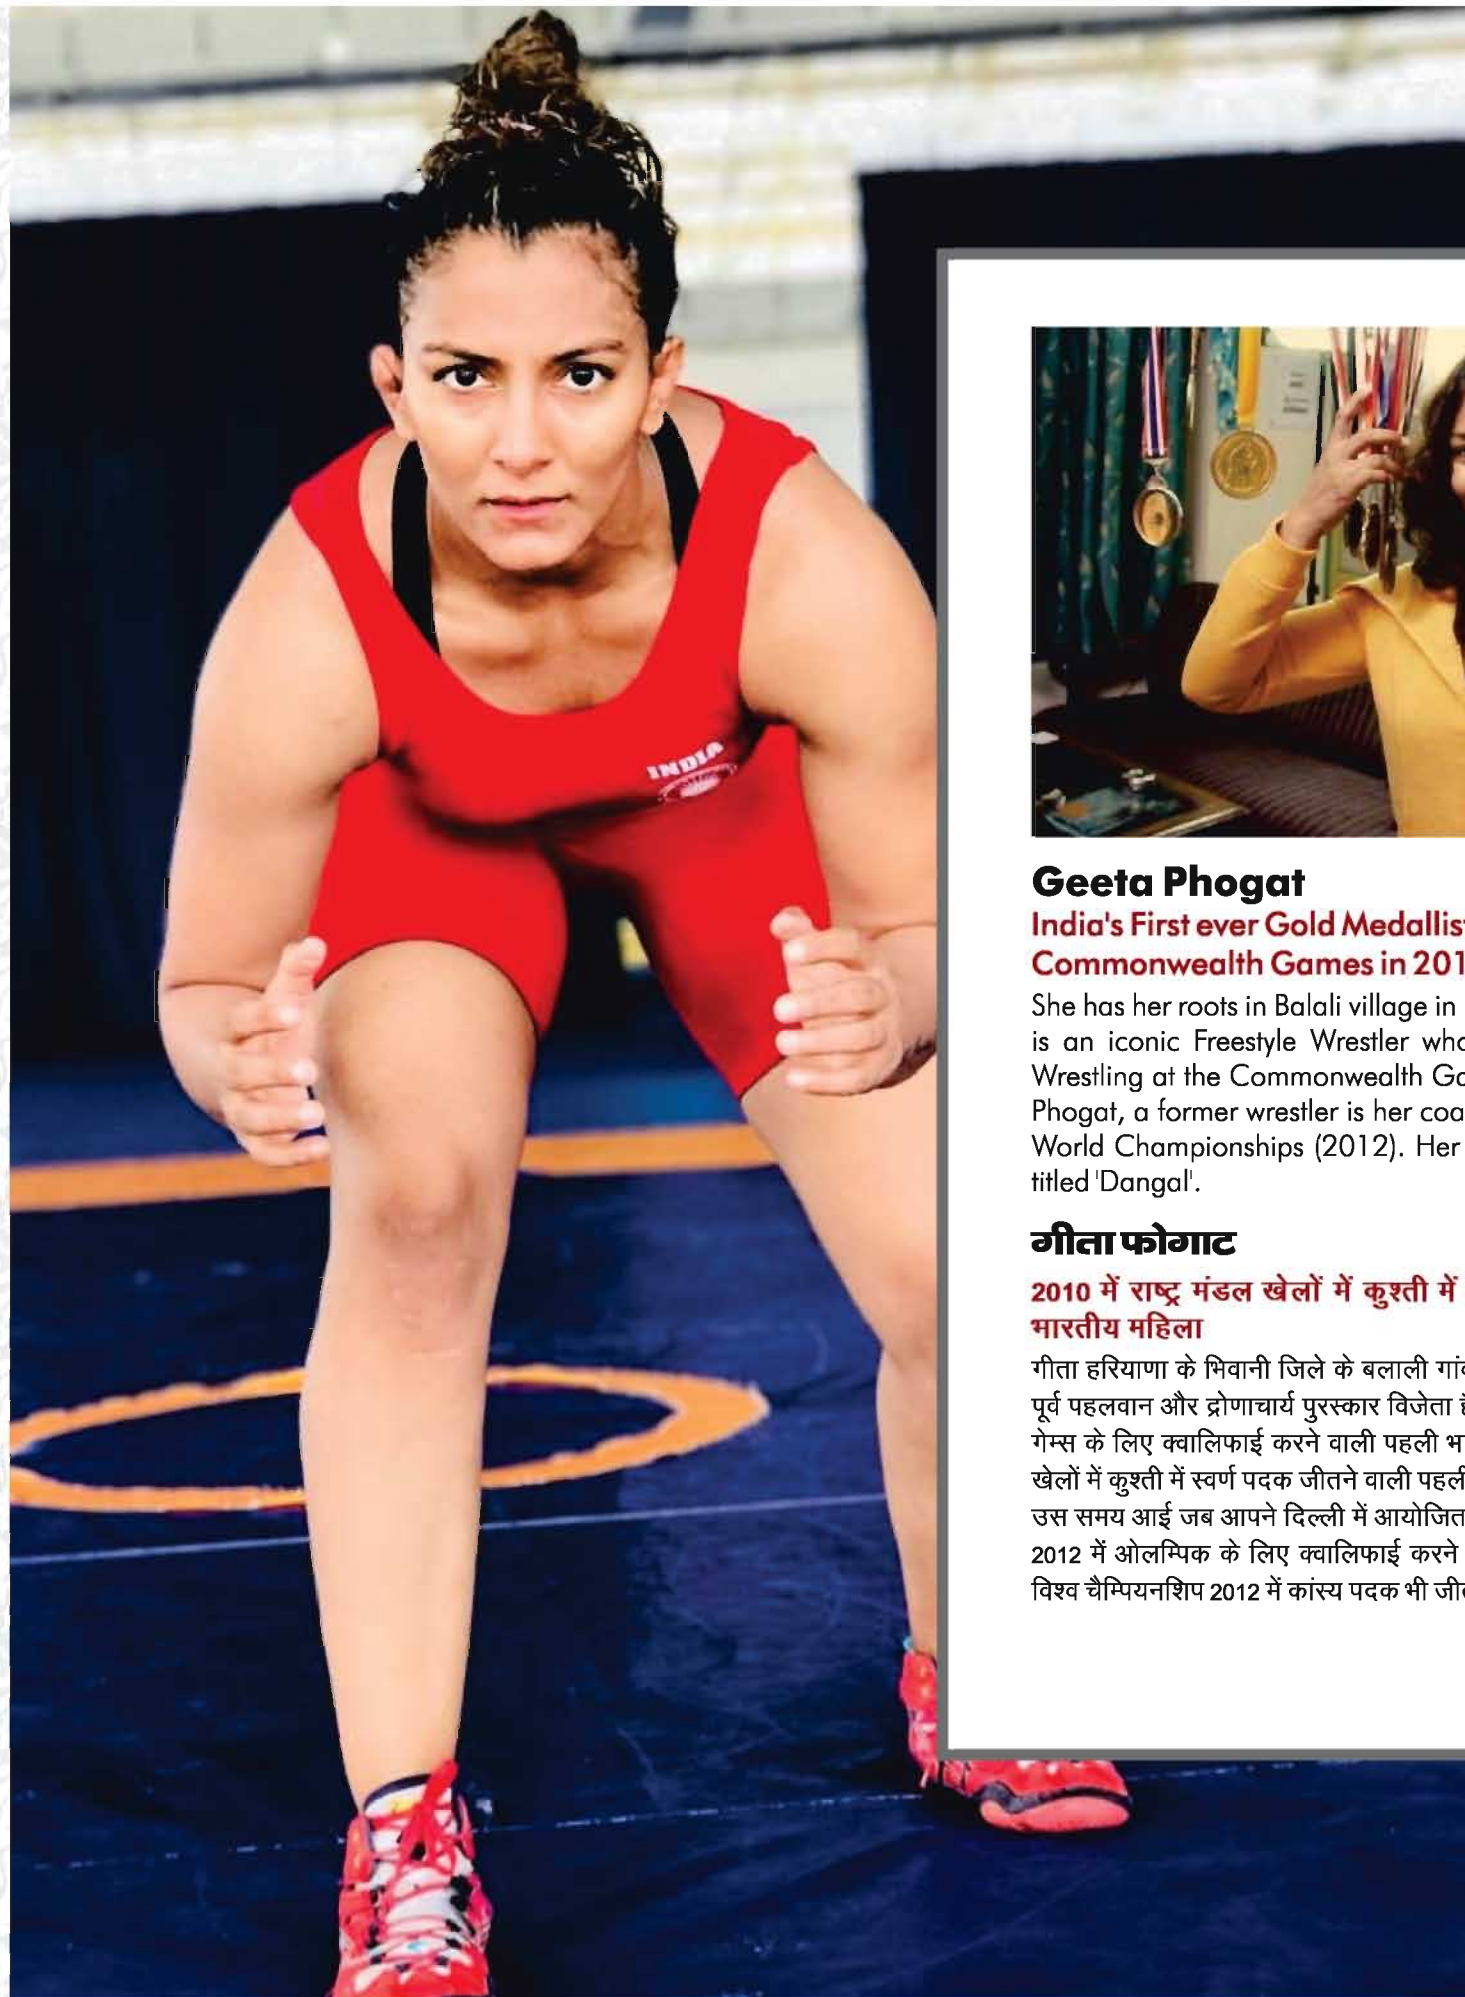 INDIA
Geeta Phogat
India's First ever Gold Medallis
Commonwealth Games in 201
She has her roots in Balali village in
is an iconic Freestyle Wrestler who
Wrestling at the Commonwealth Ga
Phogat, a former wrestler is her coa
World Championships (2012). Her
titled 'Dangal'.
गीता फोगाट
2010 में राष्ट्र मंडल खेलों में कुश्ती में
भारतीय महिला
गीता हरियाणा के भिवानी जिले के बलाली गां
पूर्व पहलवान और द्रोणाचार्य पुरस्कार विजेता
गेम्स के लिए क्वालिफाई करने वाली पहली भा
खेलों में कुश्ती में स्वर्ण पदक जीतने वाली पहली
उस समय आई जब आपने दिल्ली में आयोजित
2012 में ओलम्पिक के लिए क्वालिफाई करने
विश्व चैम्पियनशिप 2012 में कांस्य पदक भी जी